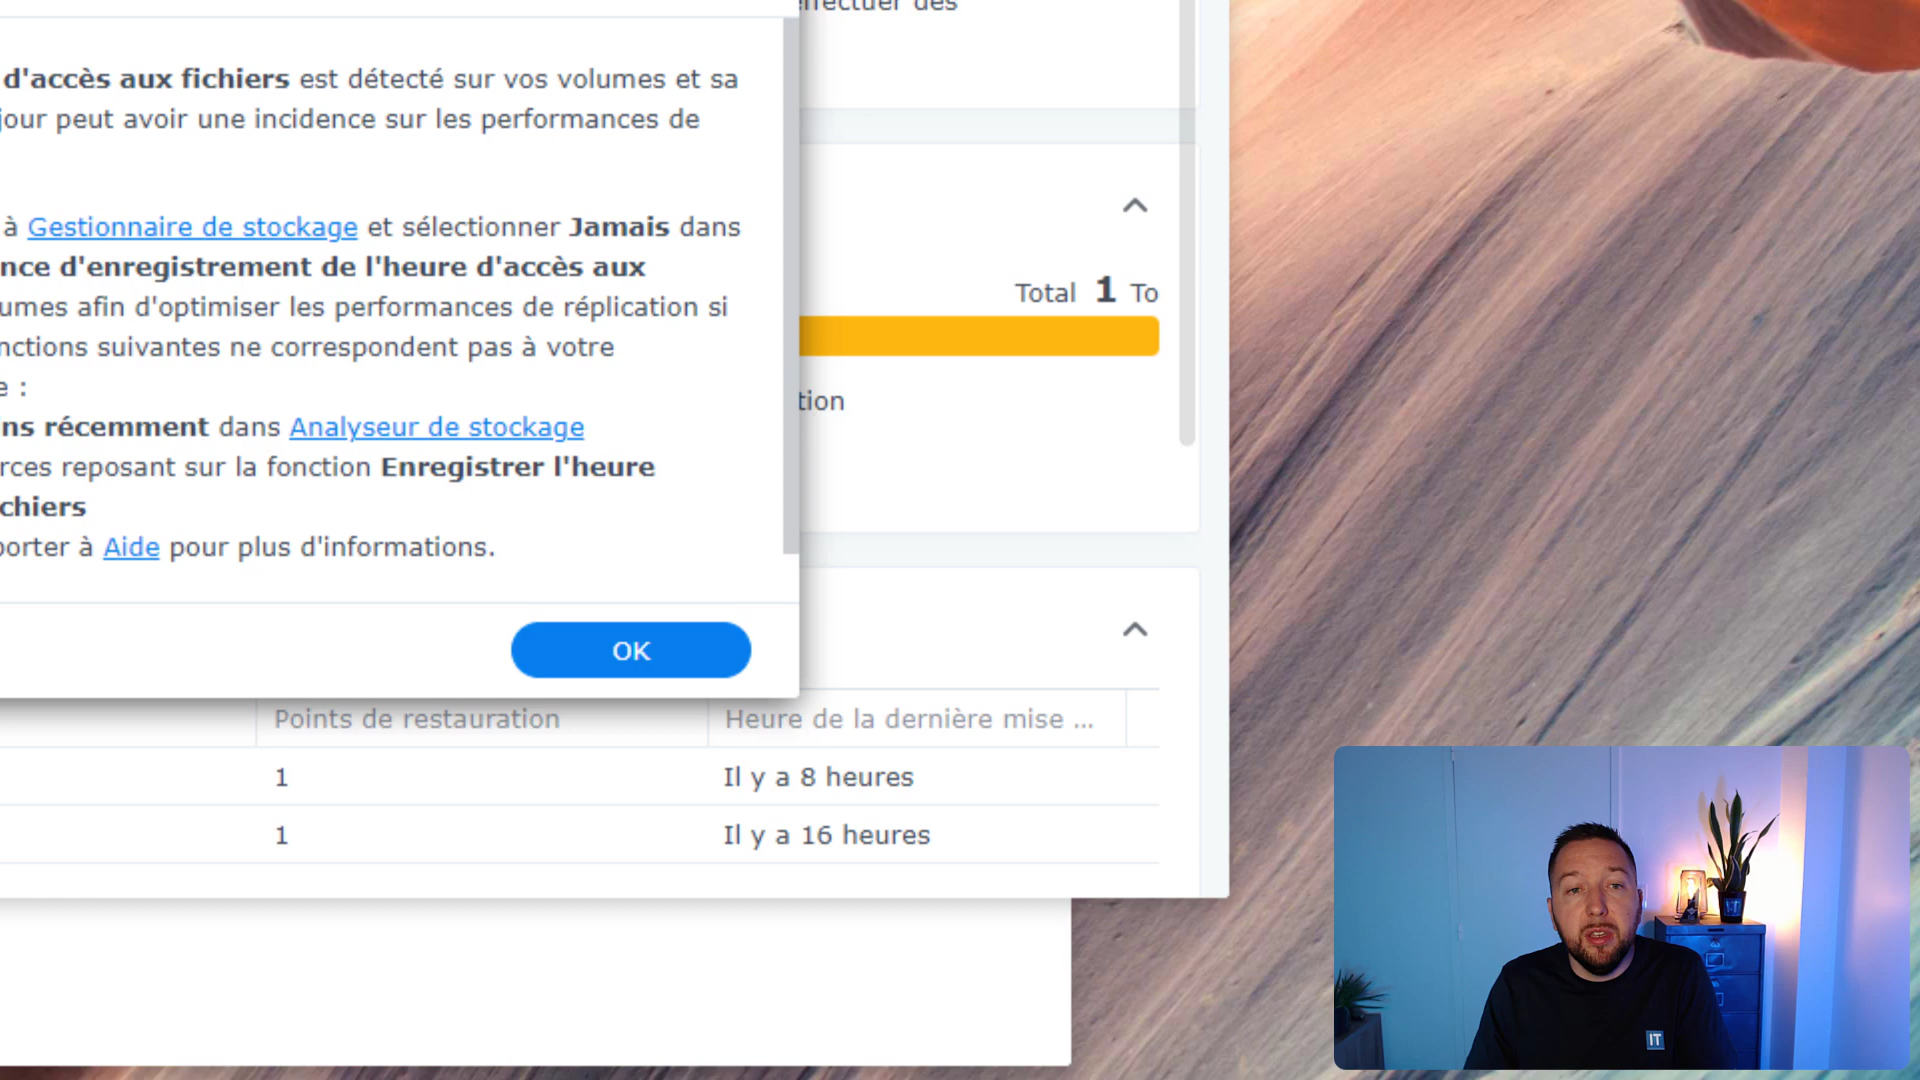 effectuer des
d'accès aux fichiers est détecté sur vos volumes et sa
jour peut avoir une incidence sur les performances de
à Gestionnaire de stockage et sélectionner Jamais dans
nce d'enregistrement de l'heure d'accès aux
umes afin d'optimiser les performances de réplication si
nctions suivantes ne correspondent pas à votre
e :
ns récemment dans Analyseur de stockage
rces reposant sur la fonction Enregistrer l'heure
chiers
porter à Aide pour plus d'informations.
OK
Total 1 To
tion
Points de restauration
Heure de la dernière mise ...
1
Il y a 8 heures
1
Il y a 16 heures
IT